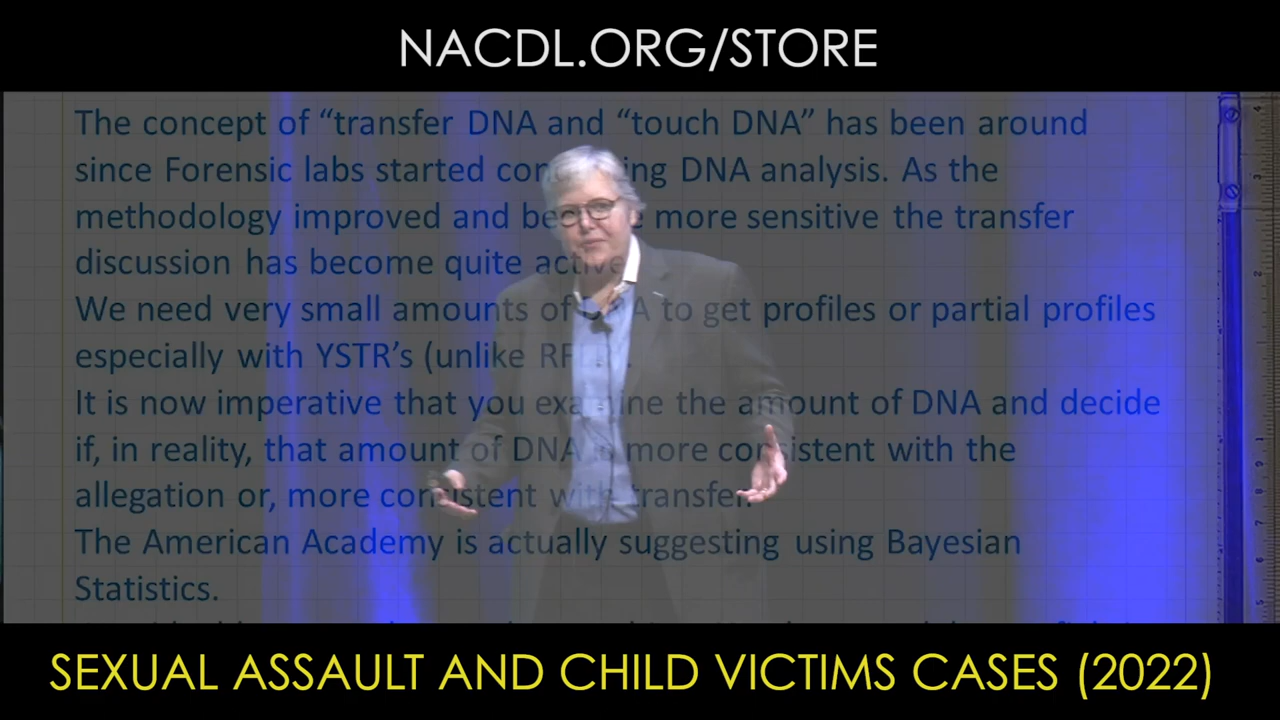 NACDL.ORG/STORE
The concept of “transfer DNA and “touch DNA” has been around
since Forensic labs started ing DNA analysis. As the
methodology improved and more sensitive the transfer
discussion has become quite active
We need very small amounts of to get profiles or partial profiles
especially with YSTR’s (unlike
It is now imperative that you examine the amount of DNA and decide
if, in reality, that amount of DNA more consistent with the
allegation or, more consistent with transfer.
The American Academy is actually suggesting using Bayesian
Statistics.
SEXUAL ASSAULT AND CHILD VICTIMS CASES (2022)